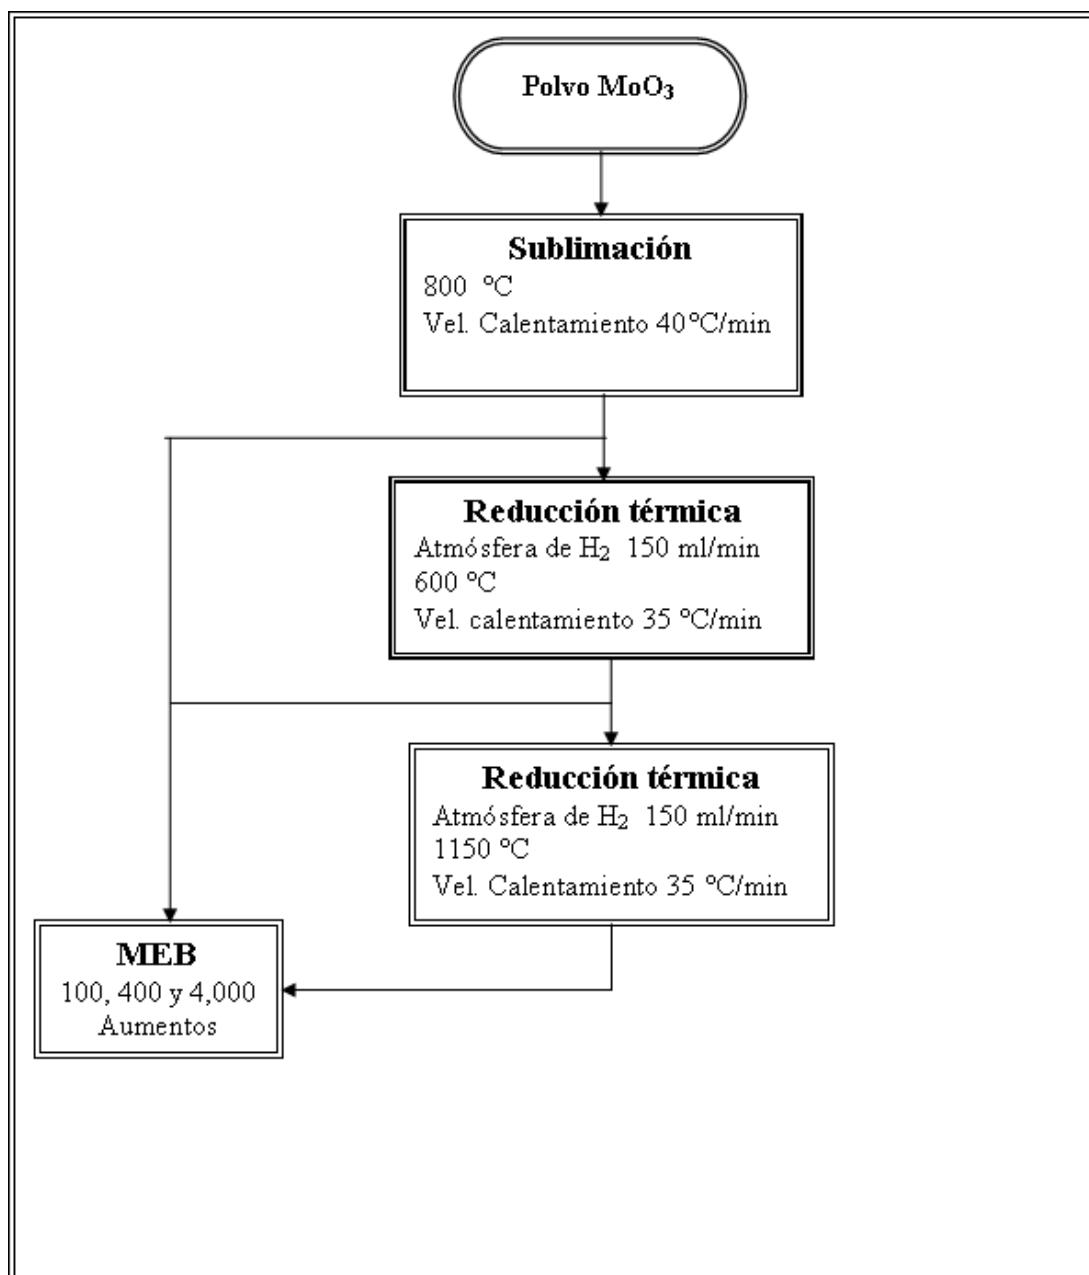 Polvo MoO₃
Sublimación
800 °C
Vel. Calentamiento 40°C/min
Reducción térmica
Atmósfera de H₂ 150 ml/min
600 °C
Vel. calentamiento 35 °C/min
Reducción térmica
Atmósfera de H₂ 150 ml/min
1150 °C
Vel. Calentamiento 35 °C/min
MEB
100, 400 y 4,000
Aumentos